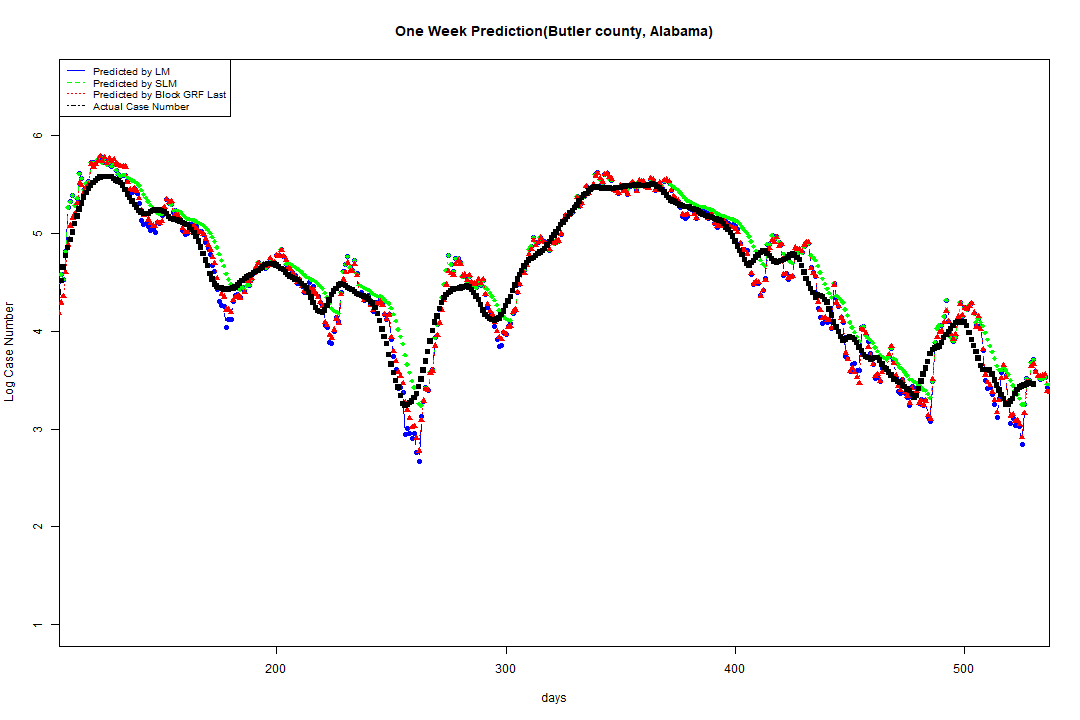 One Week Prediction(Butler county, Alabama)
Predicted by LM
Predicted by SLM
Predicted by Block GRF Last
Actual Case Number
6
5
4
3
2
1
Log Case Number
200 300 400 500
days